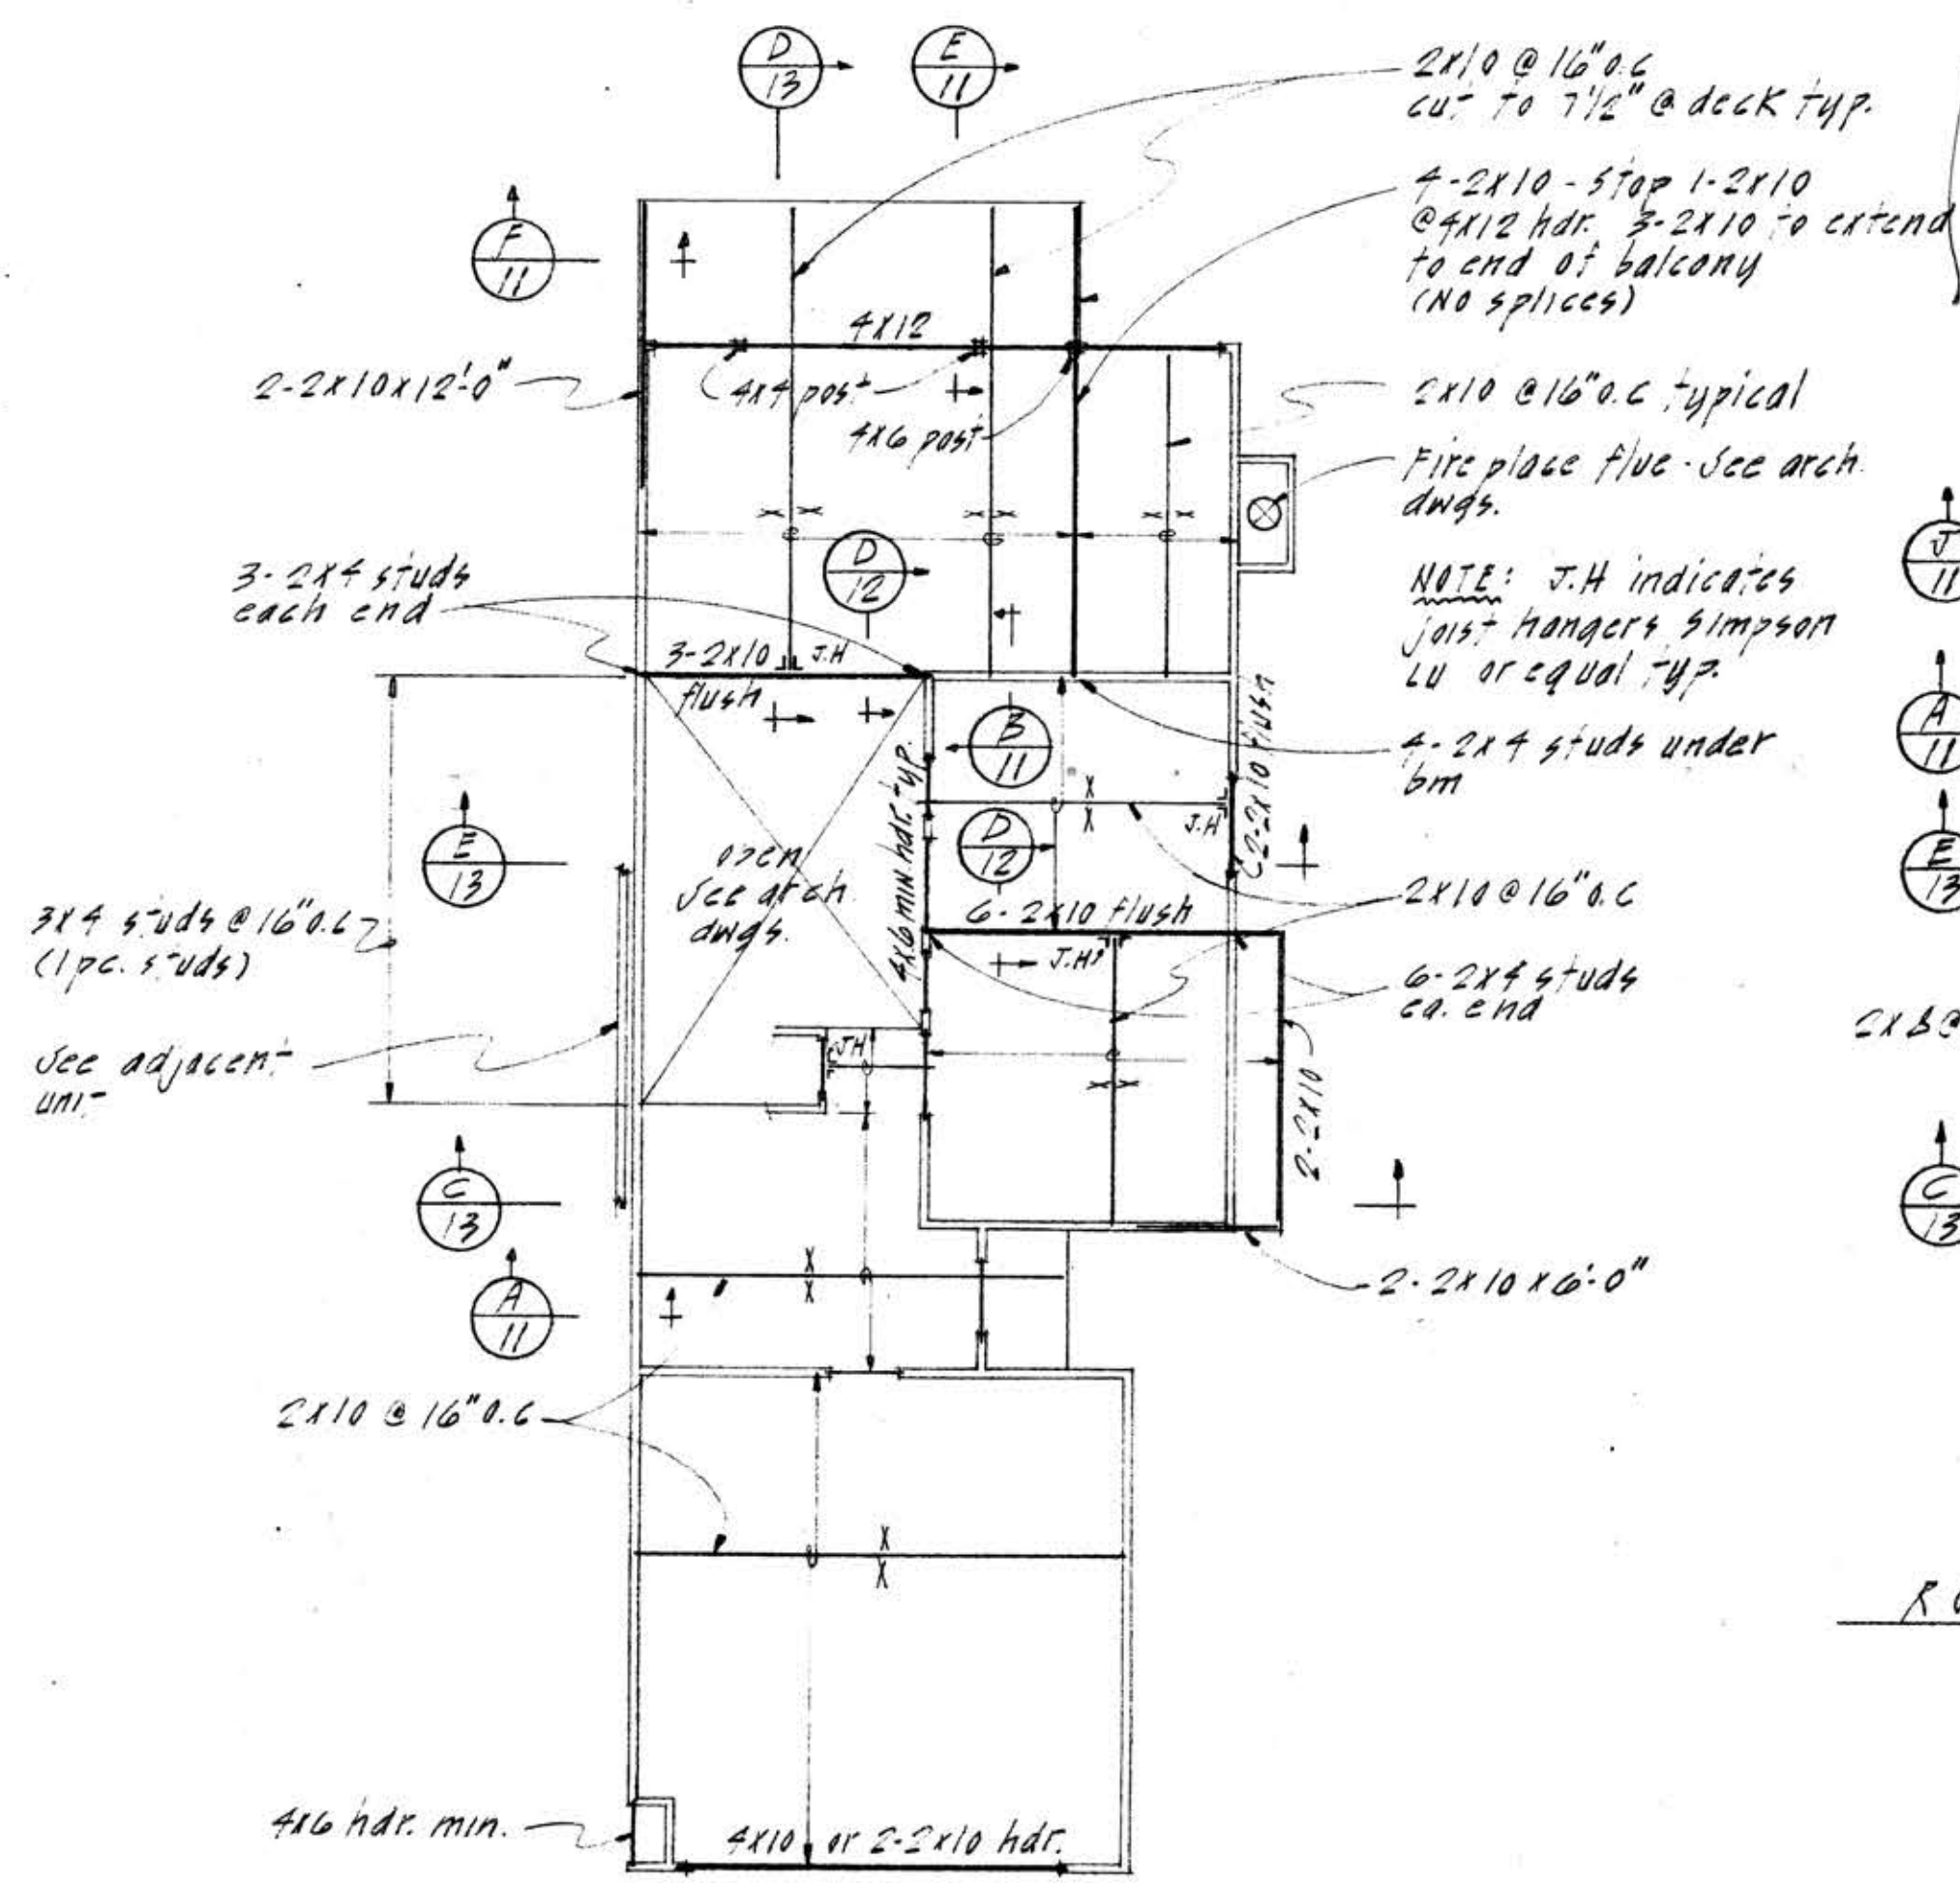 D
13
E
11
2x10 @ 16" o.c
cut to 7 1/2" @ deck typ.
4-2x10 - stop 1-2x10
@4x12 hdr. 3-2x10 to extend
to end of balcony
(NO splices)
F
11
4x12
2-2x10x12'-0"
4x4 post
4x6 post
2x10 @16" o.c typical
Fire place flue - See arch.
dwgs.
J
11
D
12
3-2x4 studs
each end
NOTE: J.H indicates
joist hangers Simpson
LU or equal typ.
3-2x10
J.H
flush
A
11
B
11
2-2x10 flush
4-2x4 studs under
bm
4x6 min hdr. typ.
J.H
E
13
D
12
E
13
open
See arch.
dwgs.
2x10 @ 16" o.c
6-2x10 flush
3x4 studs @ 16" o.c
(1 pc. studs)
J.H
6-2x4 studs
ea. end
See adjacent
unit
JH
2x8@
2-2x10
C
13
C
13
A
11
2-2x10 x 6'-0"
2x10 @ 16" o.c
4x6 hdr. min.
4x10 or 2-2x10 hdr.